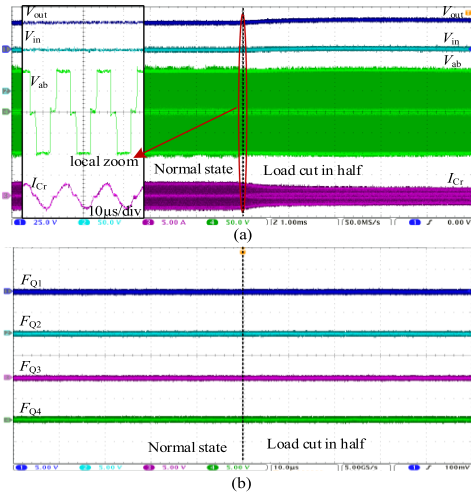 Vout
Vout
Vin
Vin
Vab
Vab
local zoom
Normal state
Load cut in half
ICr
ICr
10μs/div
25.0 V
50.0 V
5.00 A
50.0 V
21.00ms
50.0MS/s
0.00 V
(a)
FQ1
FQ2
FQ3
FQ4
Normal state
Load cut in half
5.00 V
5.00 V
5.00 V
5.00 V
10.0μs
5.00GS/s
100mV
(b)